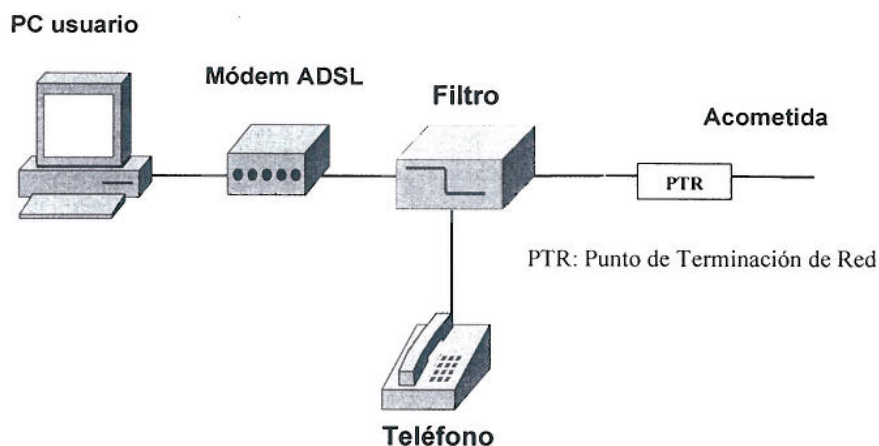 PC usuario
Módem ADSL
Filtro
Acometida
PTR
PTR: Punto de Terminación de Red
Teléfono